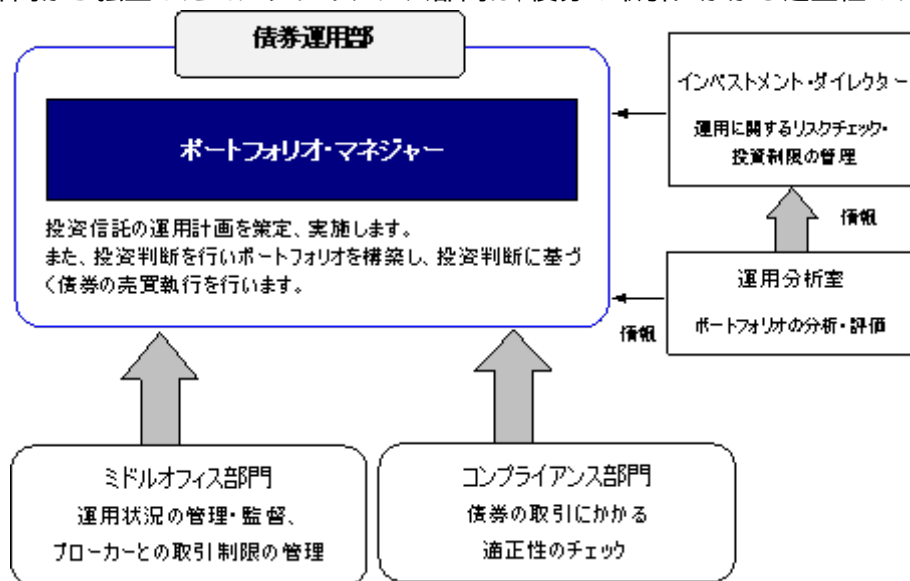 債券運用部
ポートフォリオ・マネジャー
投資信託の運用計画を策定、実施します。
また、投資判断を行いポートフォリオを構築し、投資判断に基づ
く債券の売買執行を行います。
インベストメント・ダイレクター
運用に関するリスクチェック・
投資制限の管理
情報
運用分析室
ポートフォリオの分析・評価
情報
ミドルオフィス部門
運用状況の管理・監督、
ブローカーとの取引制限の管理
コンプライアンス部門
債券の取引にかかる
適正性のチェック